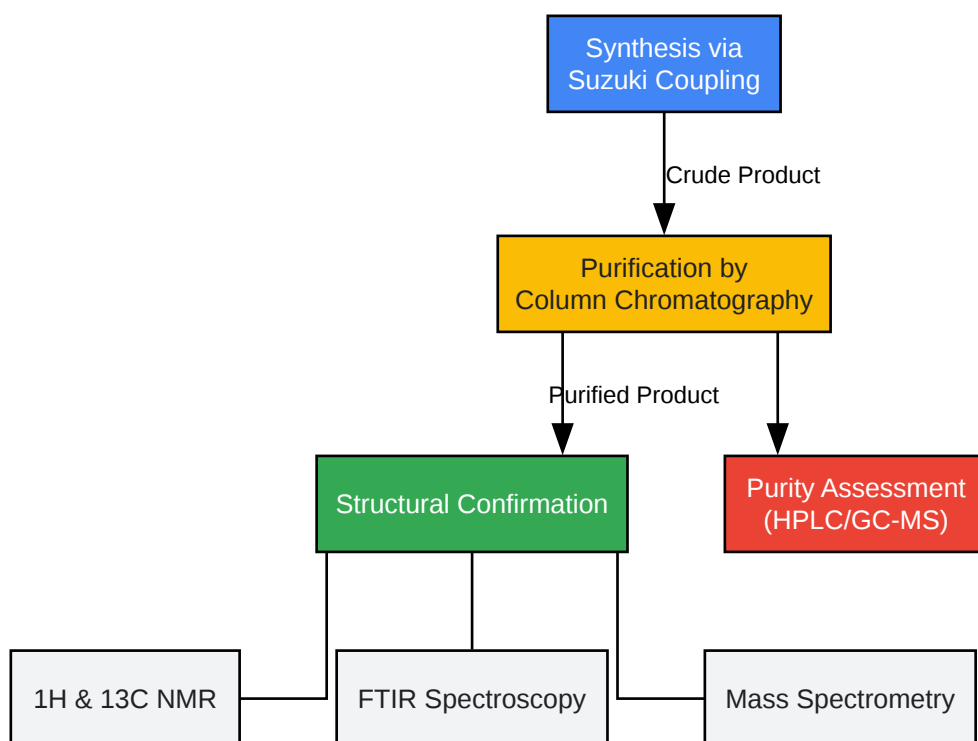 Synthesis via
Suzuki Coupling
Crude Product
Purification by
Column Chromatography
Purified Product
Structural Confirmation
Purity Assessment
(HPLC/GC-MS)
1H & 13C NMR
FTIR Spectroscopy
Mass Spectrometry